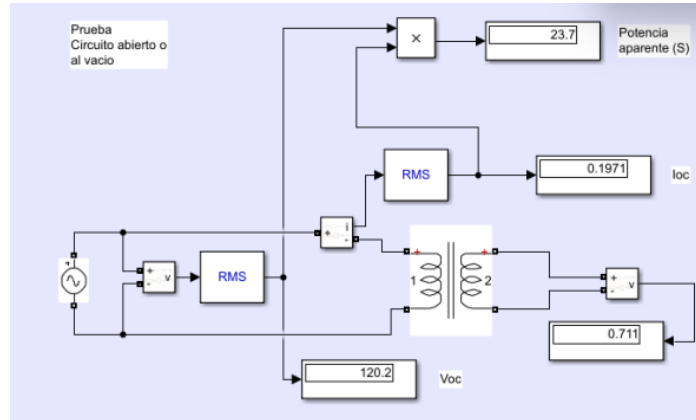 Prueba
Circuito abierto o
al vacio
×
23.7
Potencia
aparente (S)
RMS
0.1971
Ioc
i
+
-
+
-
v
RMS
+
1
2
+
+
-
v
0.711
120.2
Voc